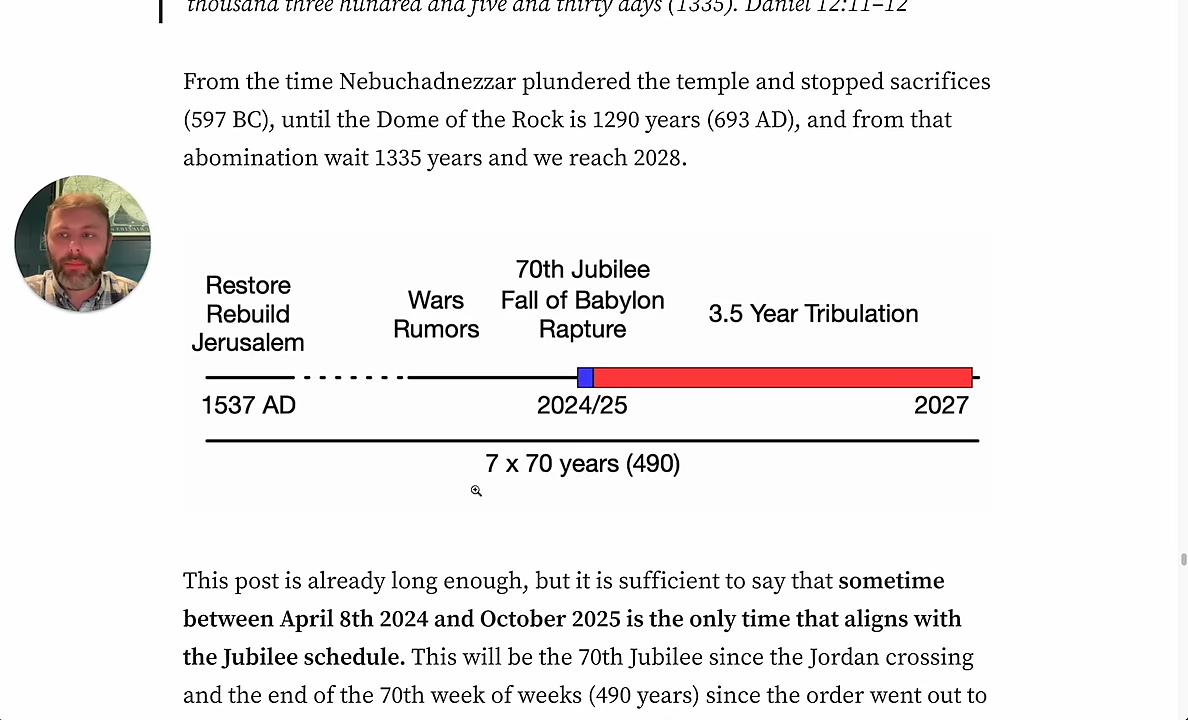 thousand three hundred and five and thirty days (1335). Daniel 12:11–12
From the time Nebuchadnezzar plundered the temple and stopped sacrifices
(597 BC), until the Dome of the Rock is 1290 years (693 AD), and from that
abomination wait 1335 years and we reach 2028.
Restore
Rebuild
Jerusalem
Wars
Rumors
70th Jubilee
Fall of Babylon
Rapture
3.5 Year Tribulation
1537 AD
2024/25
2027
7 x 70 years (490)
This post is already long enough, but it is sufficient to say that sometime
between April 8th 2024 and October 2025 is the only time that aligns with
the Jubilee schedule. This will be the 70th Jubilee since the Jordan crossing
and the end of the 70th week of weeks (490 years) since the order went out to